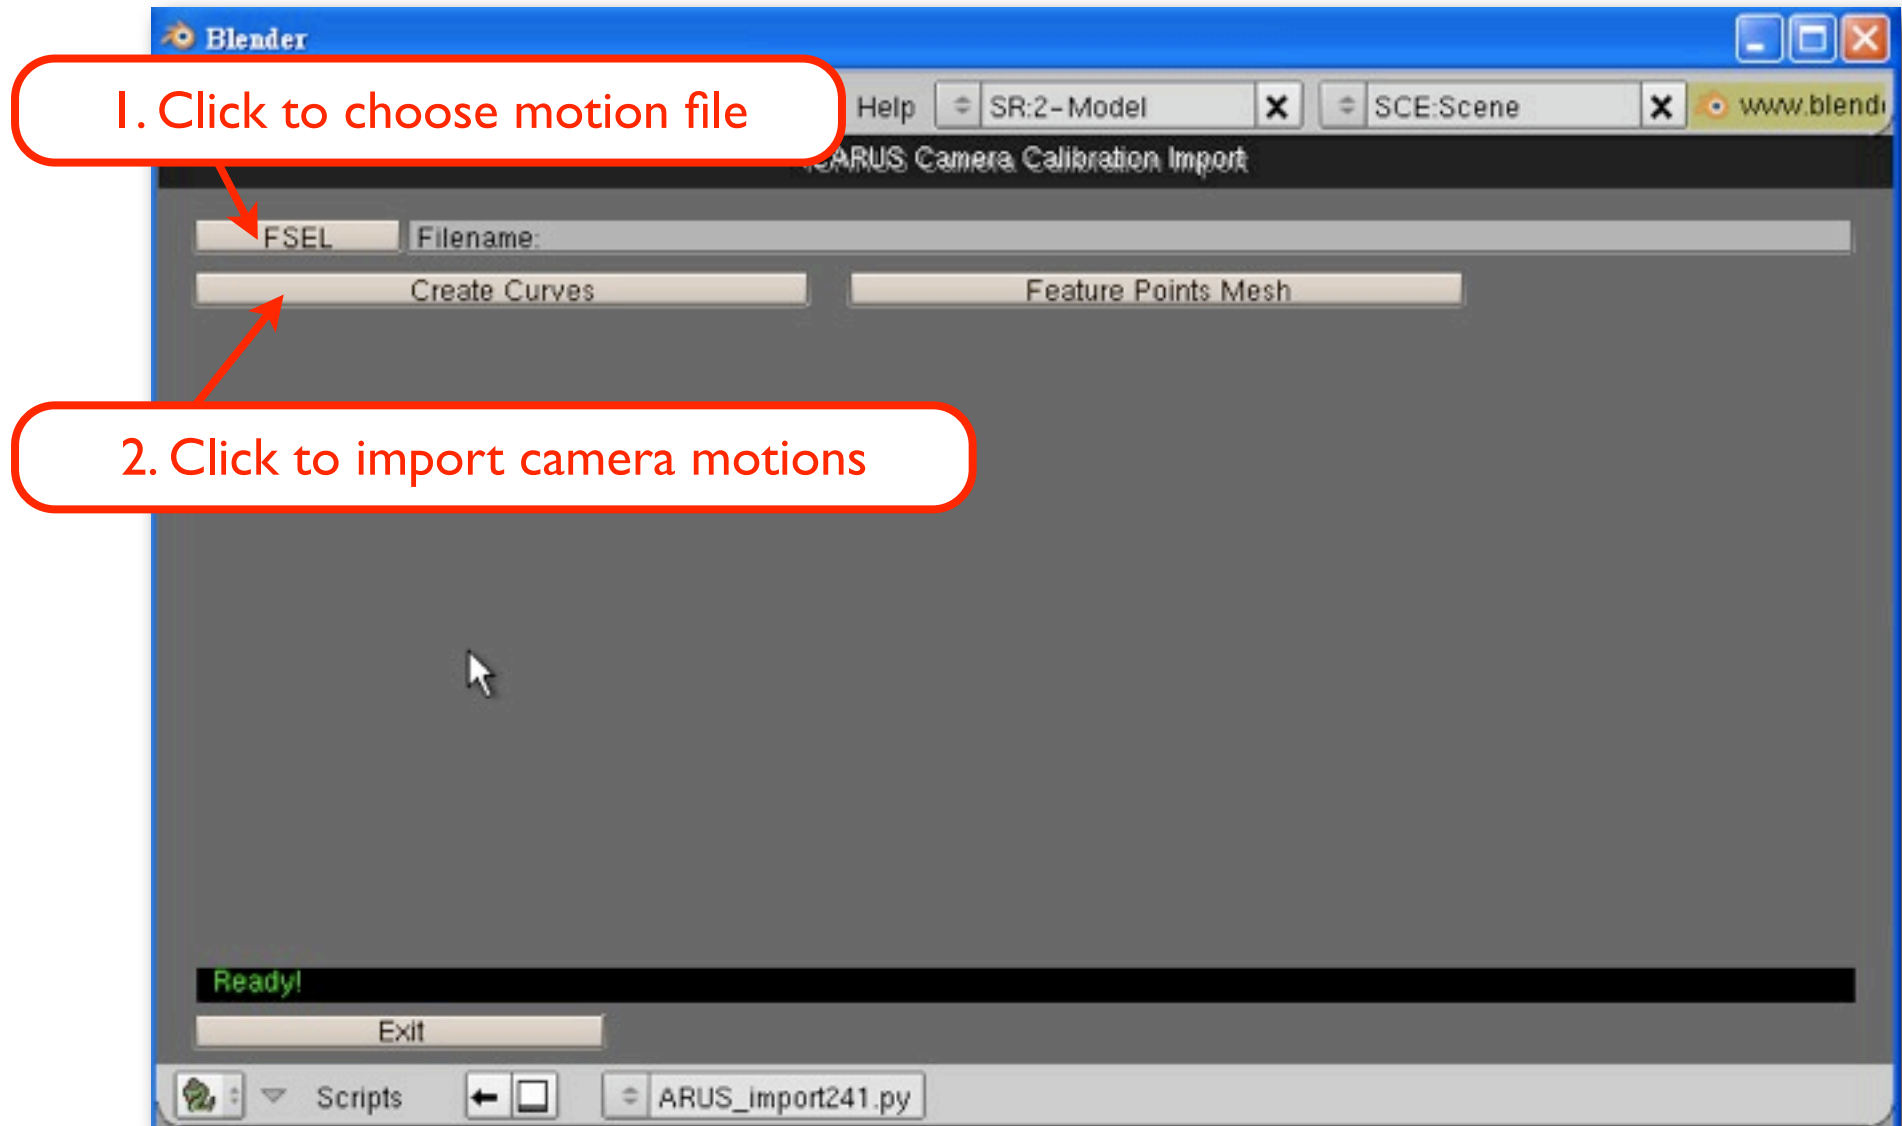 Blender
1. Click to choose motion file
Help SR:2-Model SCE:Scene www.blend
ARUS Camera Calibration Import
FSEL Filename:
Create Curves Feature Points Mesh
2. Click to import camera motions
Ready!
Exit
Scripts ARUS_import241.py